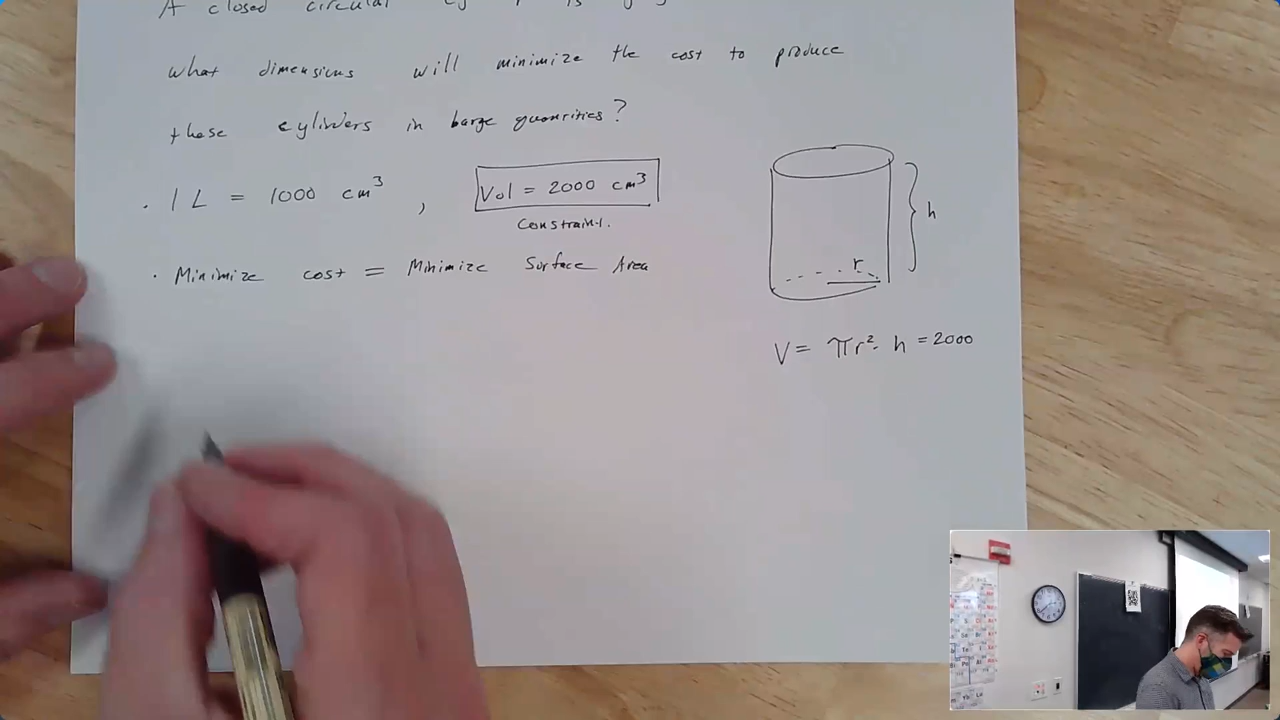 A closed circular
what dimensions will minimize the cost to produce
these cylinders in large quantities?
· 1 L = 1000 cm³ , Vol = 2000 cm³
constraint.
· Minimize cost = Minimize Surface Area
h
r
V = πr²· h = 2000